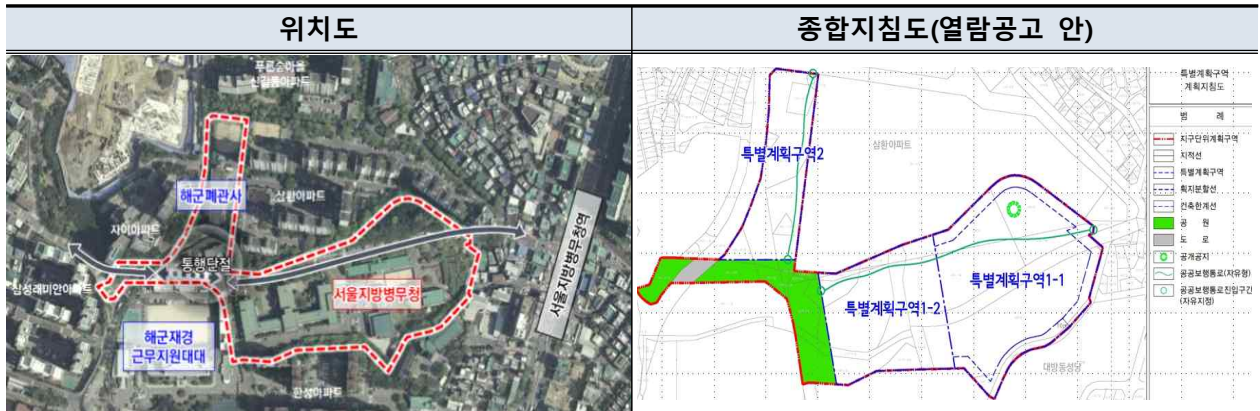 위치도
종합지침도(열람공고 안)
푸른솔마을
신길동아파트
해군폐관사
삼환아파트
자이아파트
통행단절
삼성래미안아파트
서울지방병무청
서울지방병무청역
해군재경
근무지원대대
한성아파트
특별계획구역2
삼환아파트
특별계획구역1-1
특별계획구역1-2
대방동성당
특별계획구역
계획지침도
범 례
지구단위계획구역
지적선
특별계획구역
획지분할선
건축한계선
공 원
도 로
공개공지
공공보행통로(자유형)
공공보행통로진입구간
(자유지정)